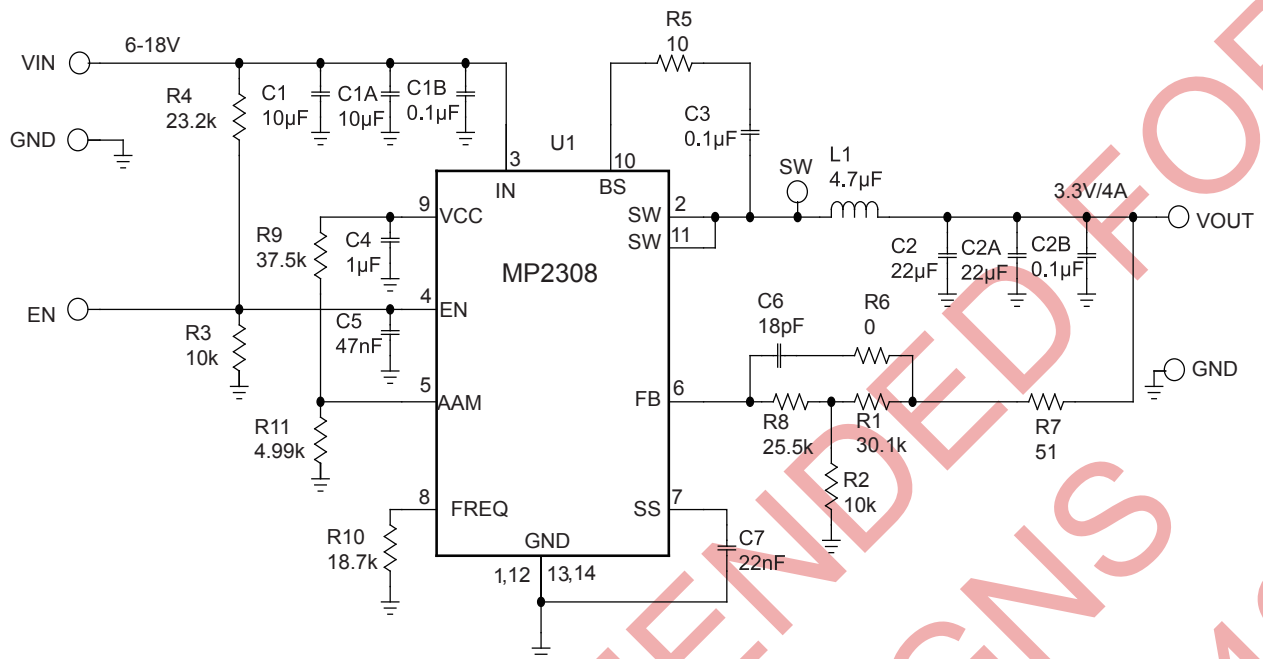 VIN
6-18V
GND
R4
23.2k
C1
10µF
C1A
10µF
C1B
0.1µF
R5
10
C3
0.1µF
U1
3
10
IN
BS
9
VCC
SW
2
SW
11
SW
L1
4.7µF
3.3V/4A
VOUT
R9
37.5k
C4
1µF
MP2308
C2
22µF
C2A
22µF
C2B
0.1µF
EN
4
EN
R3
10k
C5
47nF
C6
18pF
R6
0
GND
5
AAM
FB
6
R8
25.5k
R1
30.1k
R7
51
R11
4.99k
R2
10k
8
FREQ
SS
7
R10
18.7k
GND
1,12
13,14
C7
22nF
ENDED FOR
GNS